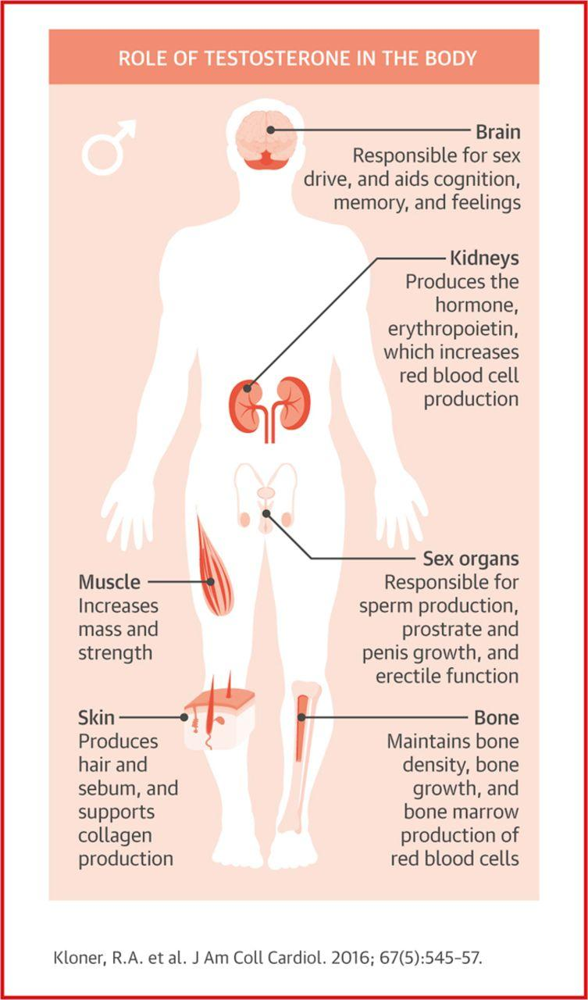 ROLE OF TESTOSTERONE IN THE BODY
Brain
Responsible for sex
drive, and aids cognition,
memory, and feelings
Kidneys
Produces the
hormone,
erythropoietin,
which increases
red blood cell
production
Sex organs
Responsible for
sperm production,
prostrate and
penis growth, and
erectile function
Muscle
Increases
mass and
strength
Skin
Produces
hair and
sebum, and
supports
collagen
production
Bone
Maintains bone
density, bone
growth, and
bone marrow
production of
red blood cells
Kloner, R.A. et al. J Am Coll Cardiol. 2016; 67(5):545–57.